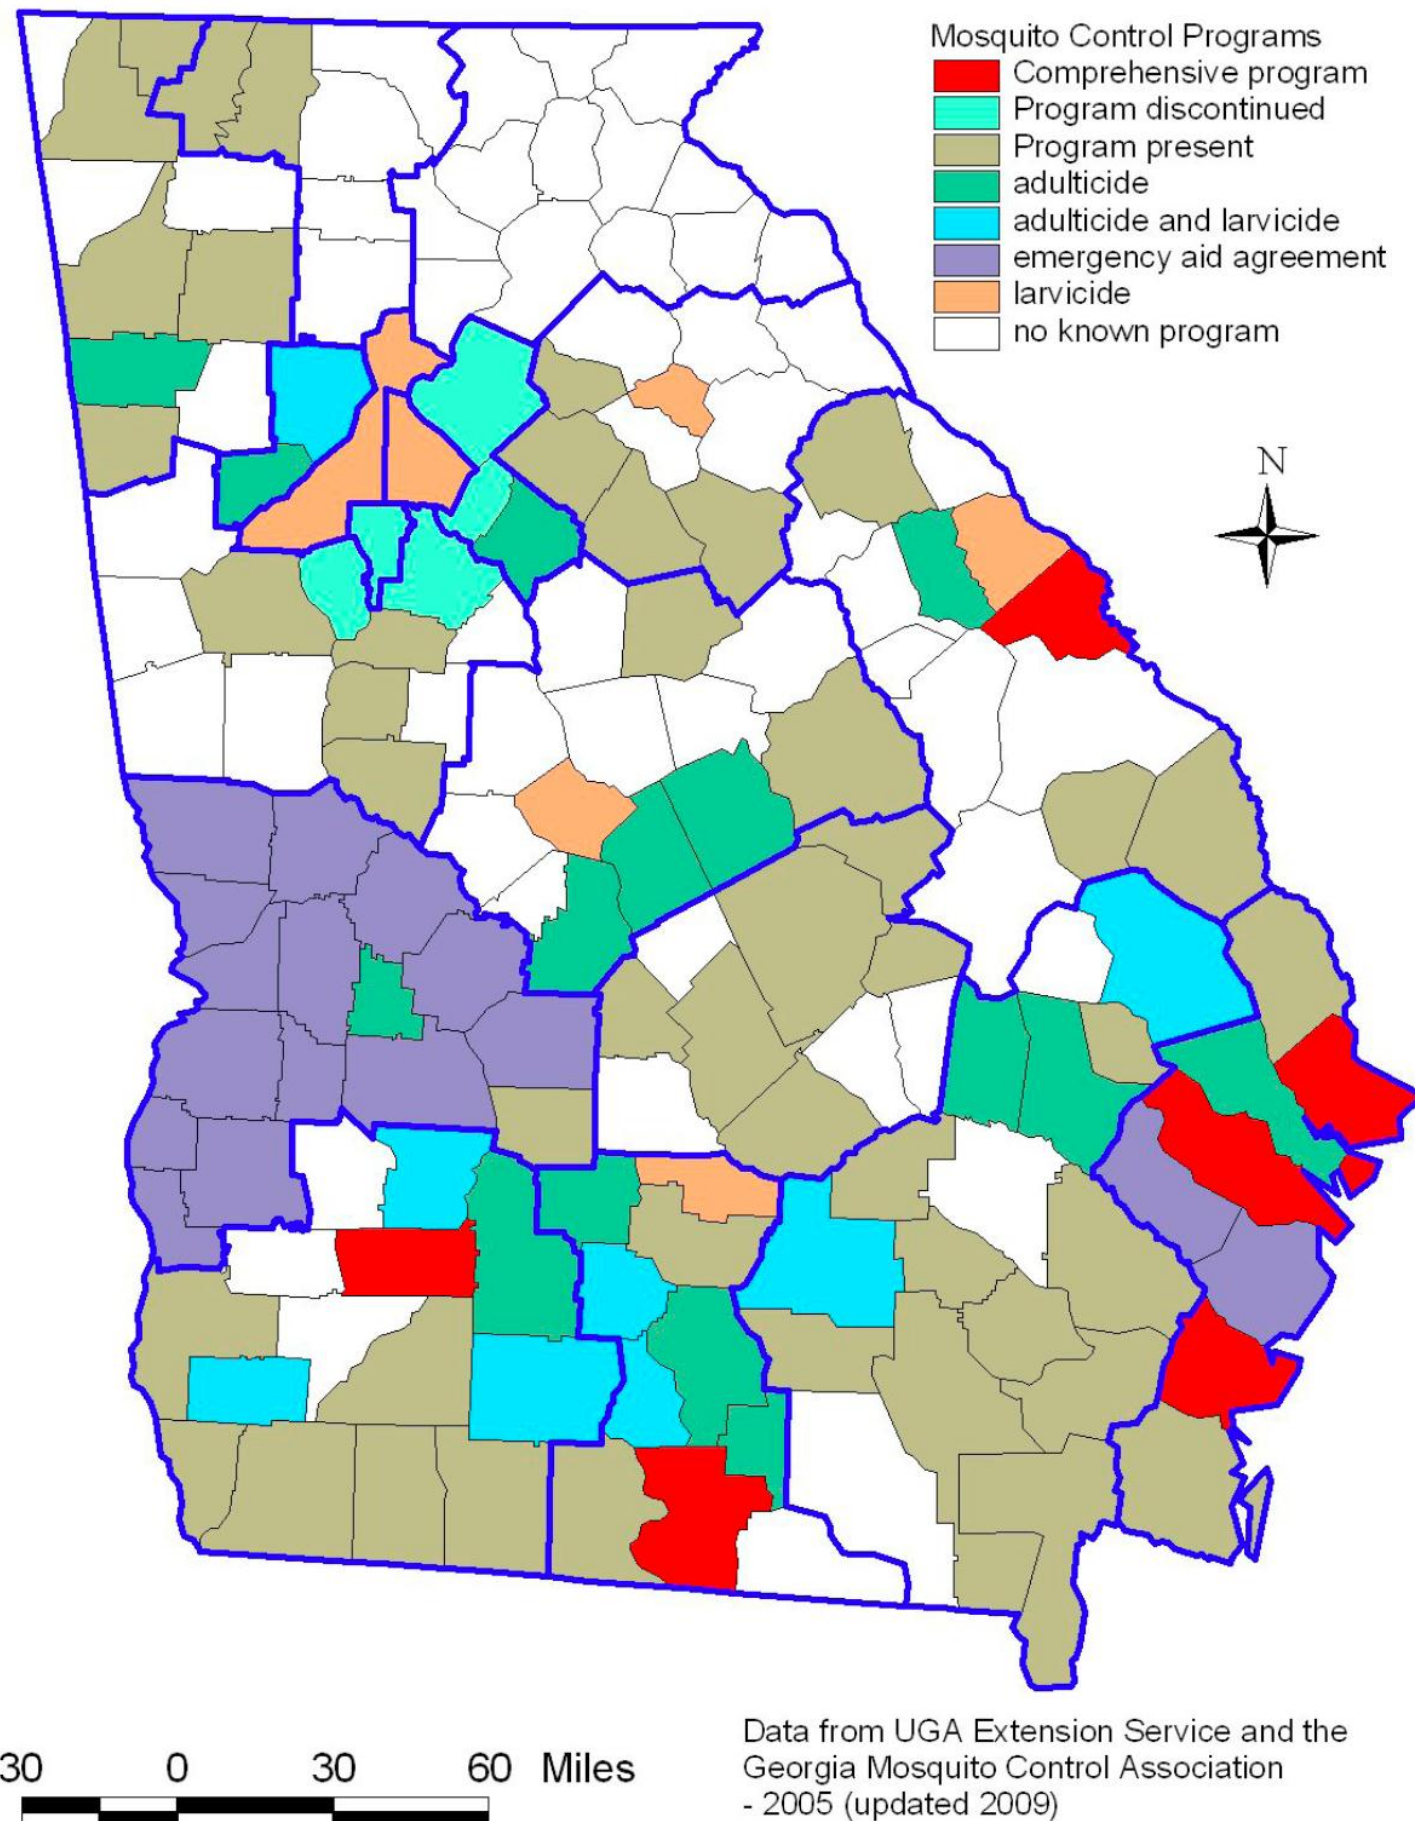 Mosquito Control Programs
Comprehensive program
Program discontinued
Program present
adulticide
adulticide and larvicide
emergency aid agreement
larvicide
no known program
N
30 0 30 60 Miles
Data from UGA Extension Service and the
Georgia Mosquito Control Association
- 2005 (updated 2009)